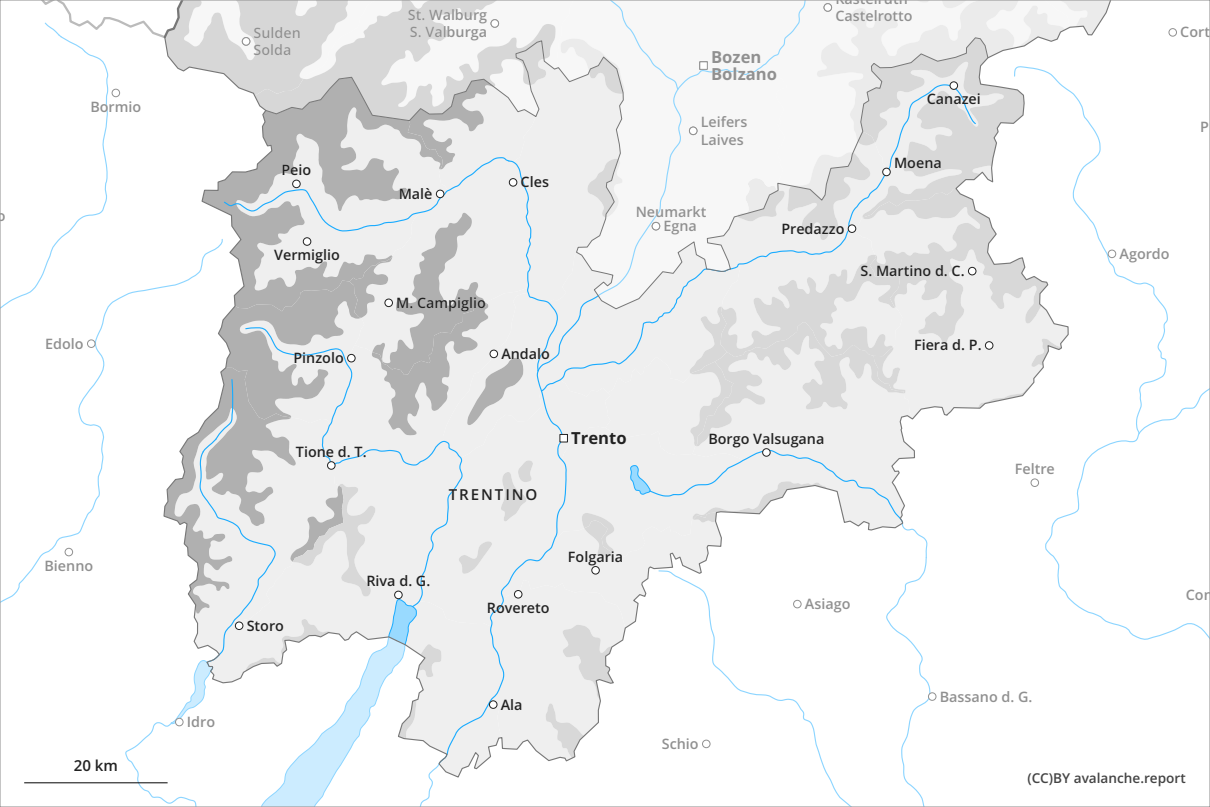 Kastelruth
Castelrotto
St. Walburg
S. Valburga
Sulden
Solda
Cort
Bozen
Bolzano
Bormio
Canazei
Leifers
Laives
P
Moena
Peio
Malè
Cles
Neumarkt
Egna
Predazzo
Vermiglio
Agordo
S. Martino d. C.
M. Campiglio
Edolo
Fiera d. P.
Pinzolo
Andalo
Trento
Borgo Valsugana
Tione d. T.
Feltre
TRENTINO
Folgaria
Bienno
Riva d. G.
Cor
Rovereto
Asiago
Storo
Bassano d. G.
Ala
Idro
Schio
20 km
(CC)BY avalanche.report